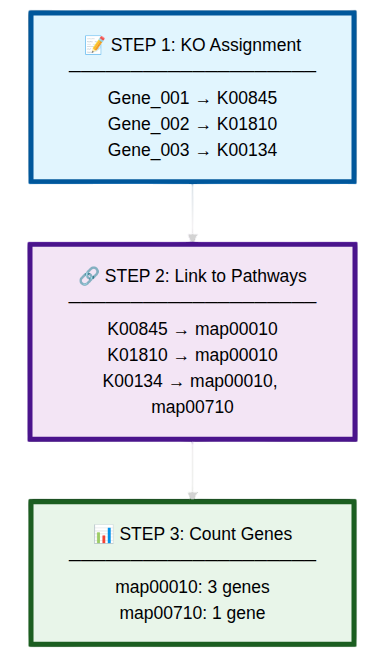 📝 STEP 1: KO Assignment
Gene_001 → K00845
Gene_002 → K01810
Gene_003 → K00134
🔗 STEP 2: Link to Pathways
K00845 → map00010
K01810 → map00010
K00134 → map00010,
map00710
📊 STEP 3: Count Genes
map00010: 3 genes
map00710: 1 gene